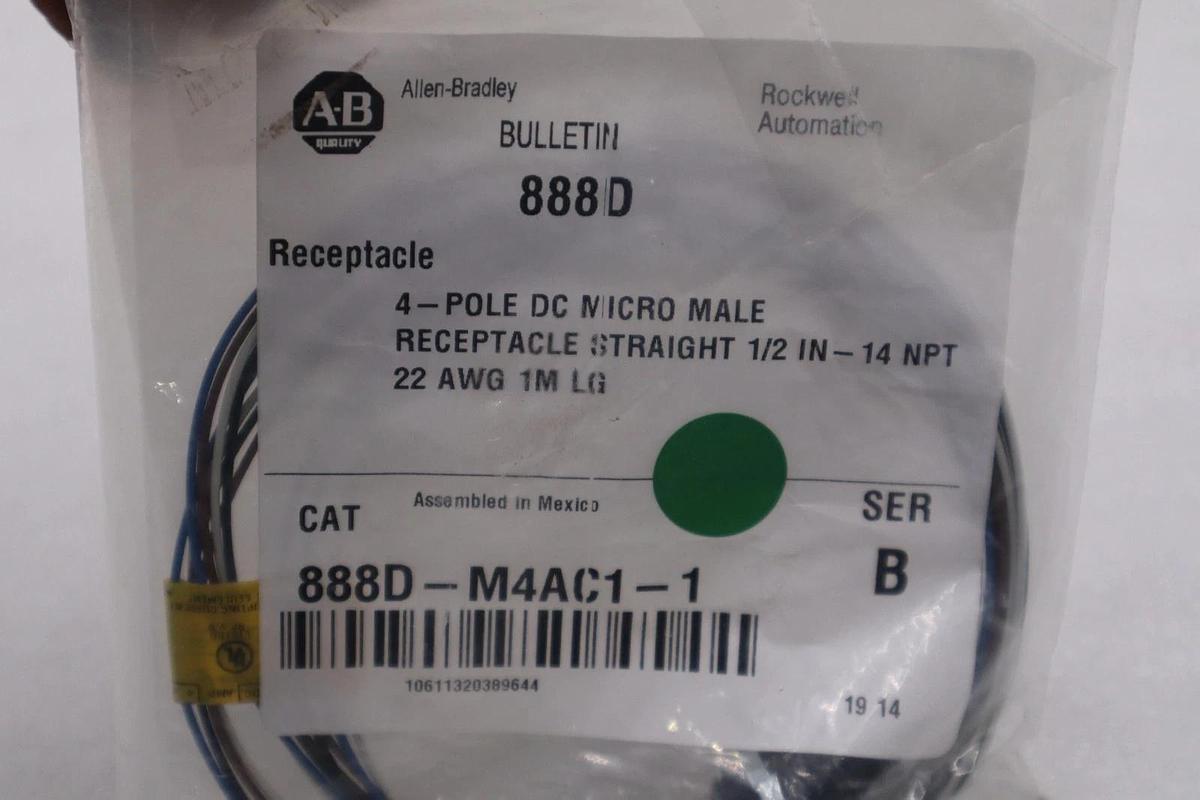 A-B
QUALITY
Allen-Bradley
Rockwell
Automation
BULLETIN
888D
Receptacle
4-POLE DC MICRO MALE
RECEPTACLE STRAIGHT 1/2 IN-14 NPT
22 AWG 1M LG
Assembled in Mexico
CAT
SER
888D-M4AC1-1
B
10611320389644
19 14